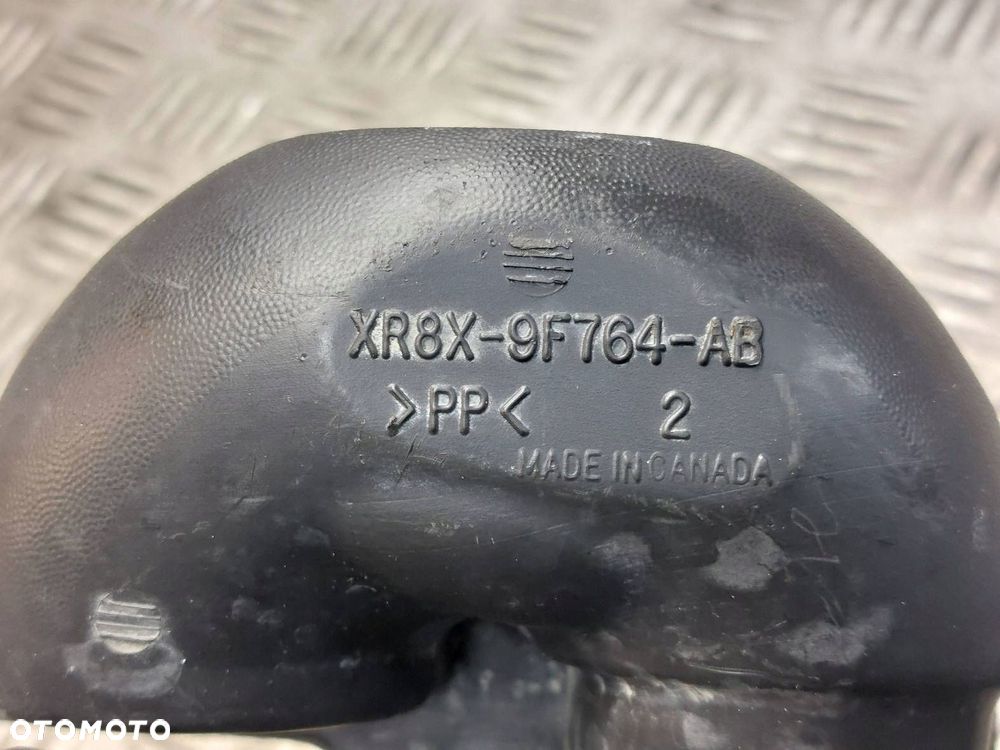 XR8X-9F764-AB
>PP< 2
MADE IN CANADA
OTOMOTO